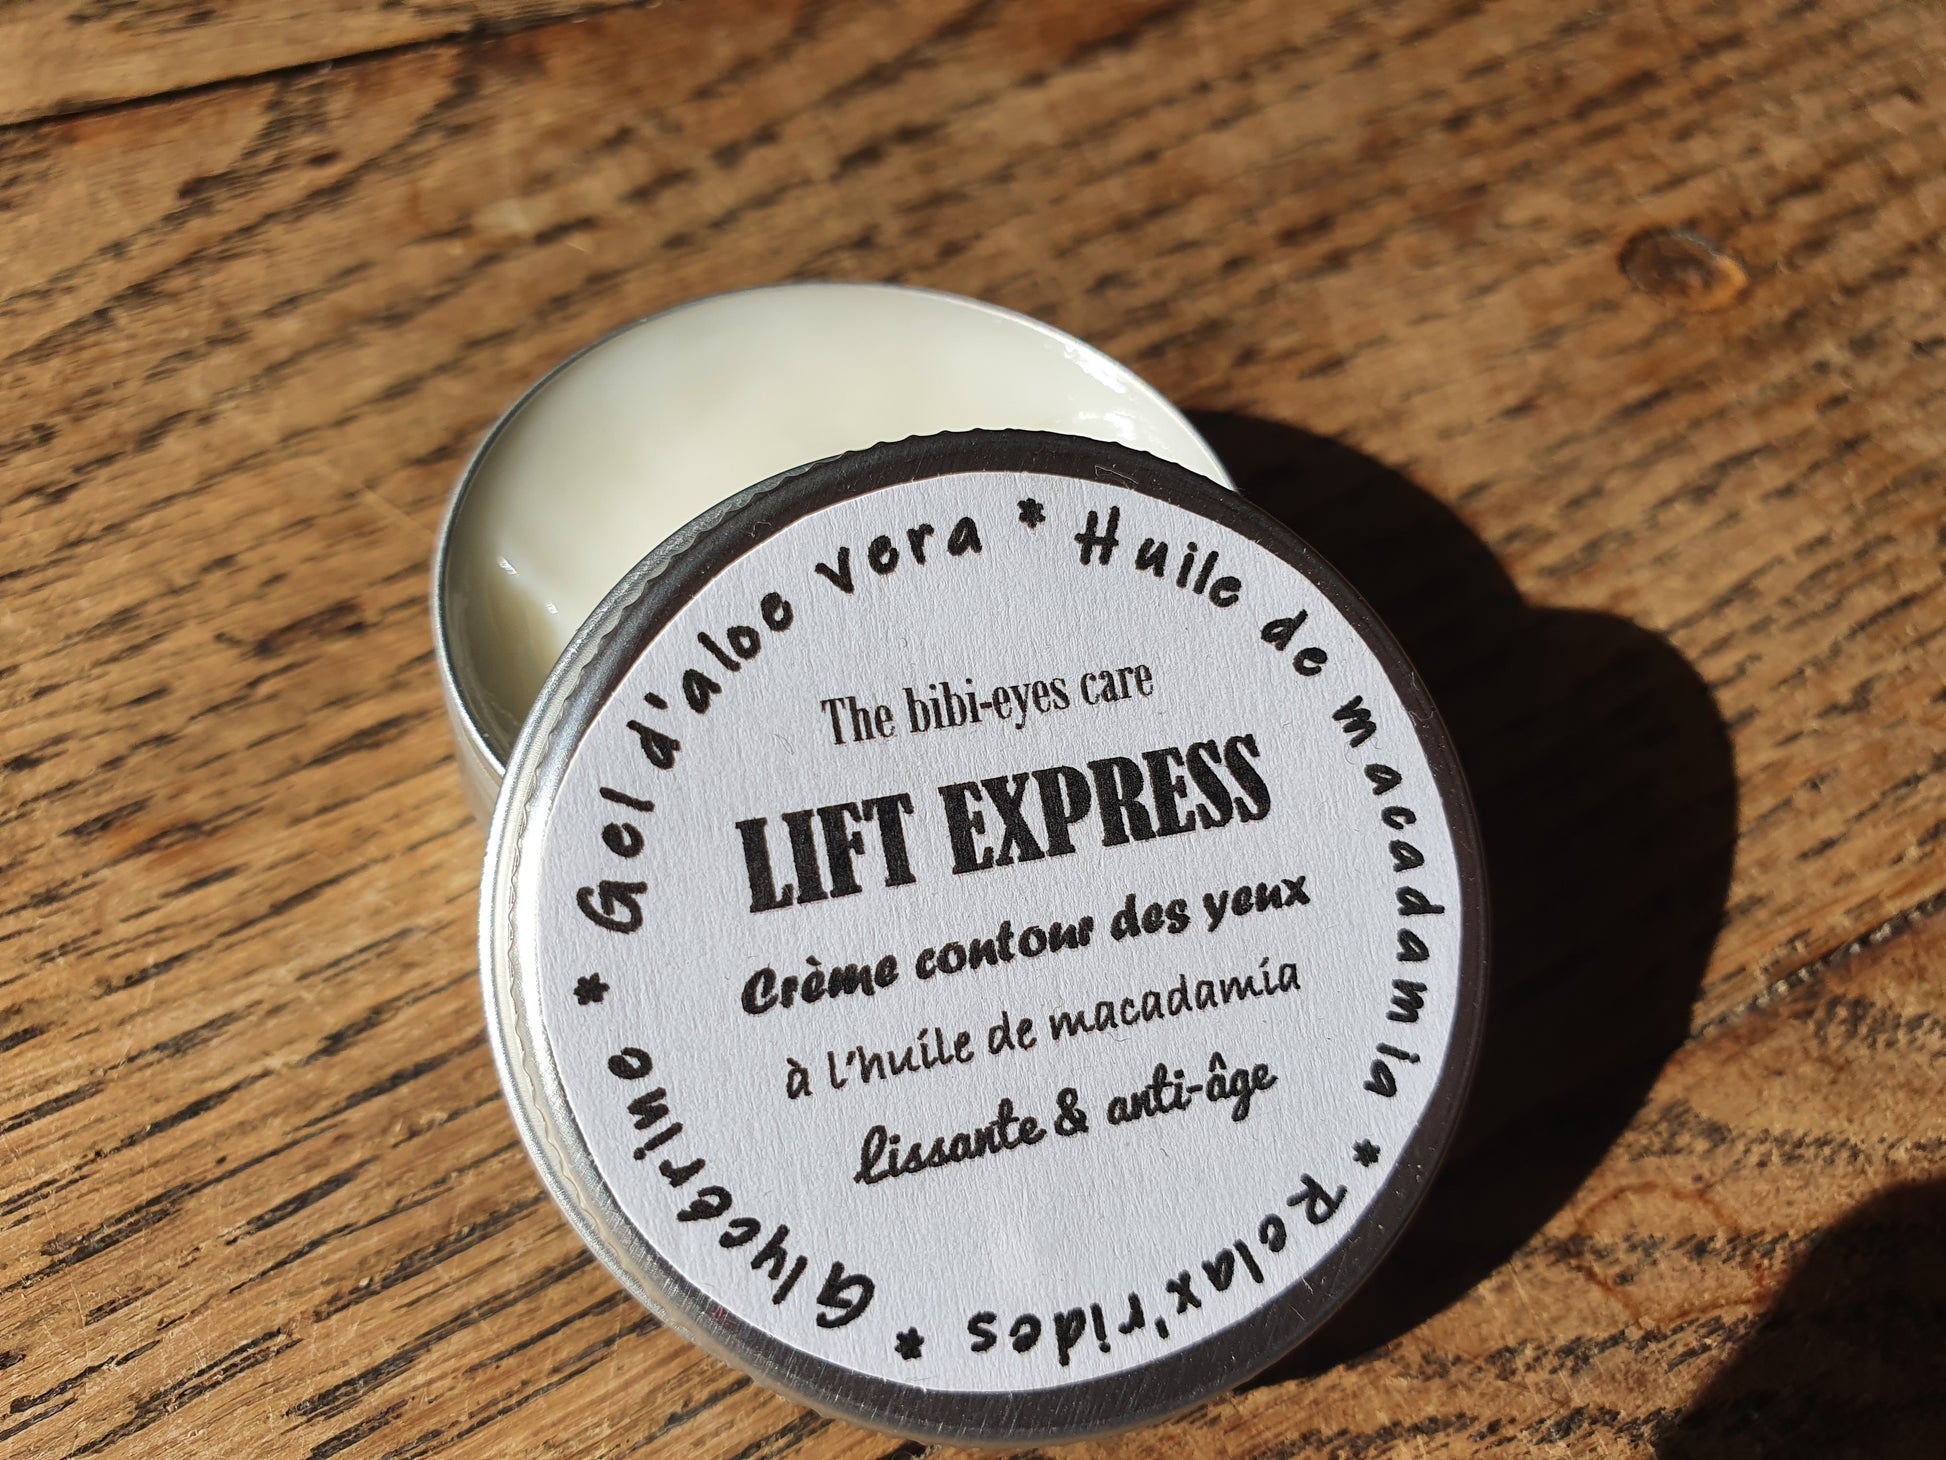 The bibi-eyes care
LIFT EXPRESS
Crème contour des yeux
à l'huile de macadamia
lissante & anti-âge
* Gel d'aloe vera * Huile de macadamia * Relax'rides * Glycérine